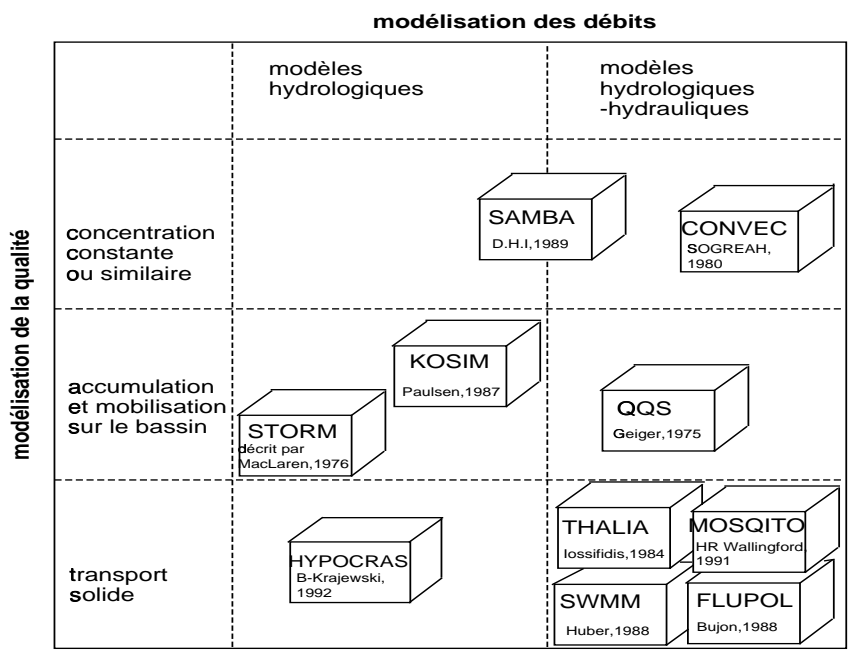 modélisation des débits
modèles
hydrologiques
modèles
hydrologiques
-hydrauliques
modélisation de la qualité
concentration
constante
ou similaire
SAMBA
D.H.I,1989
CONVEC
SOGREAH,
1980
accumulation
et mobilisation
sur le bassin
KOSIM
Paulsen,1987
STORM
décrit par
MacLaren,1976
QQS
Geiger,1975
transport
solide
HYPOCRAS
B-Krajewski,
1992
THALIA
Iossifidis,1984
MOSQITO
HR Wallingford,
1991
SWMM
Huber,1988
FLUPOL
Bujon,1988